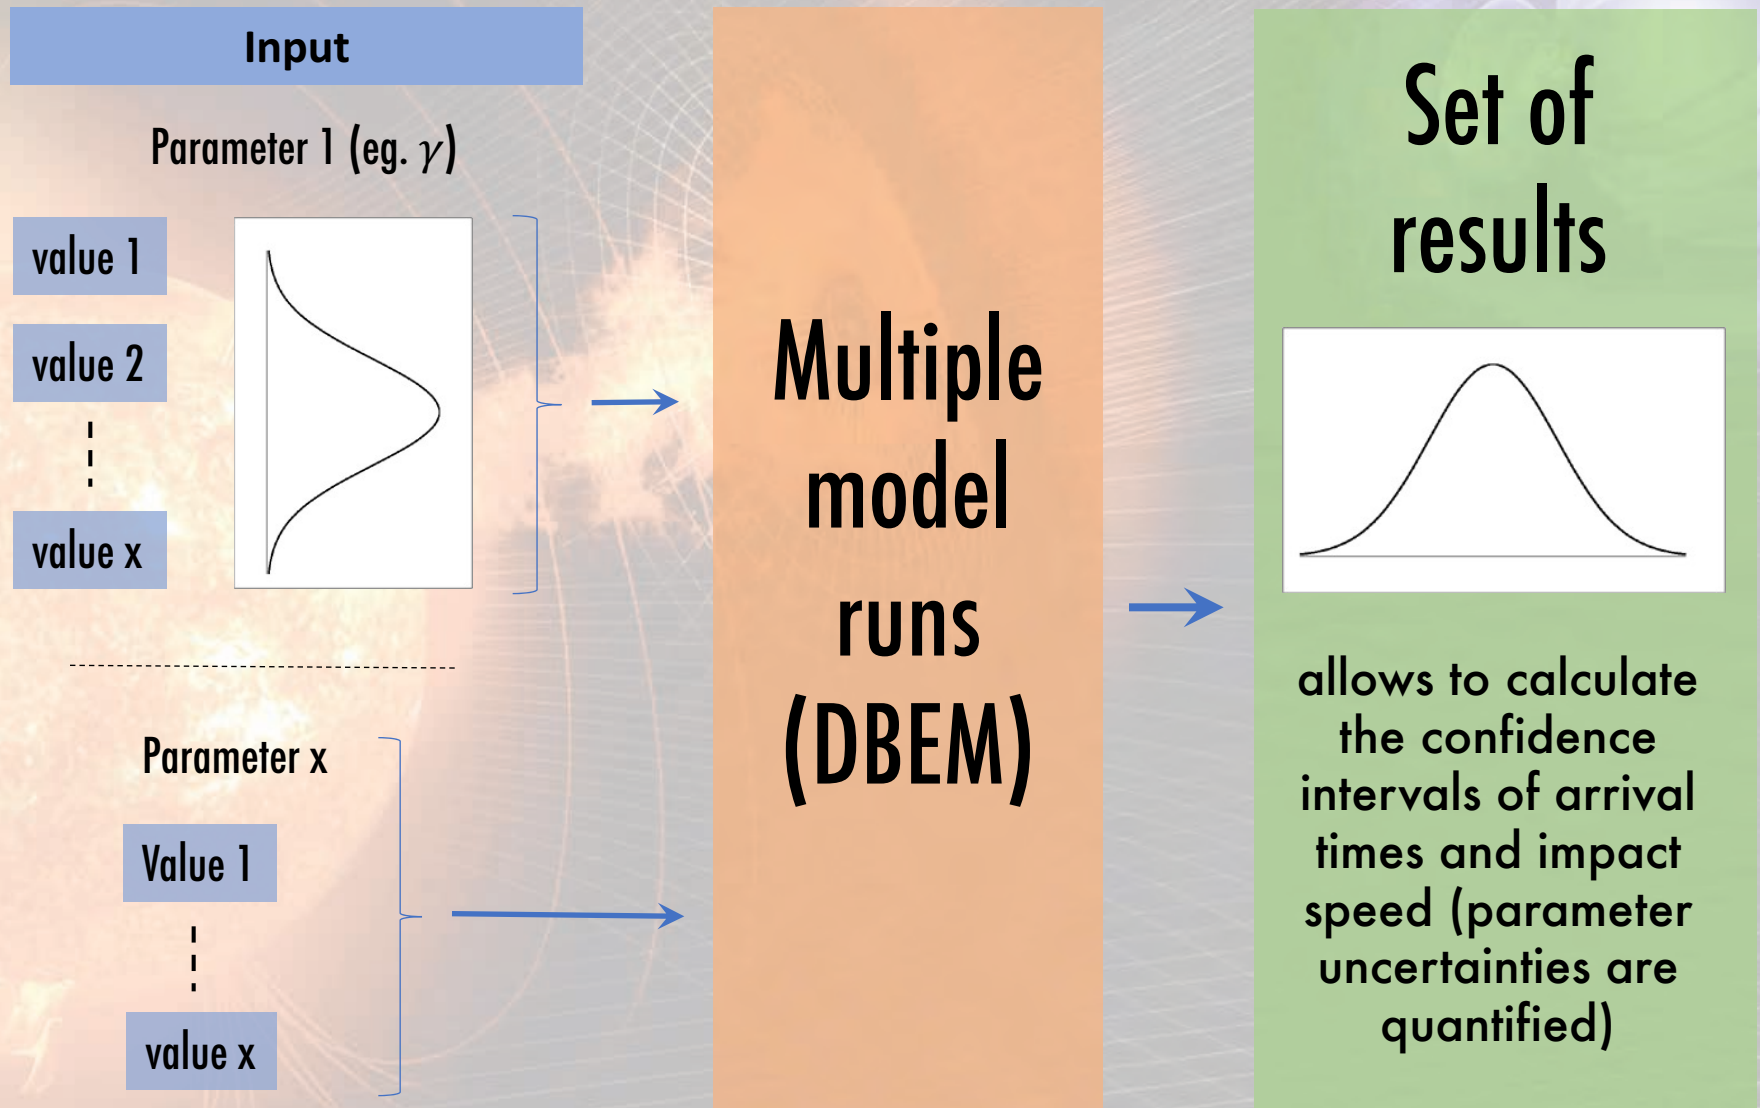 Input
Parameter 1 (eg. γ)
value 1
value 2
value x
Parameter x
Value 1
value x
Multiple
model
runs
(DBEM)
Set of
results
allows to calculate
the confidence
intervals of arrival
times and impact
speed (parameter
uncertainties are
quantified)